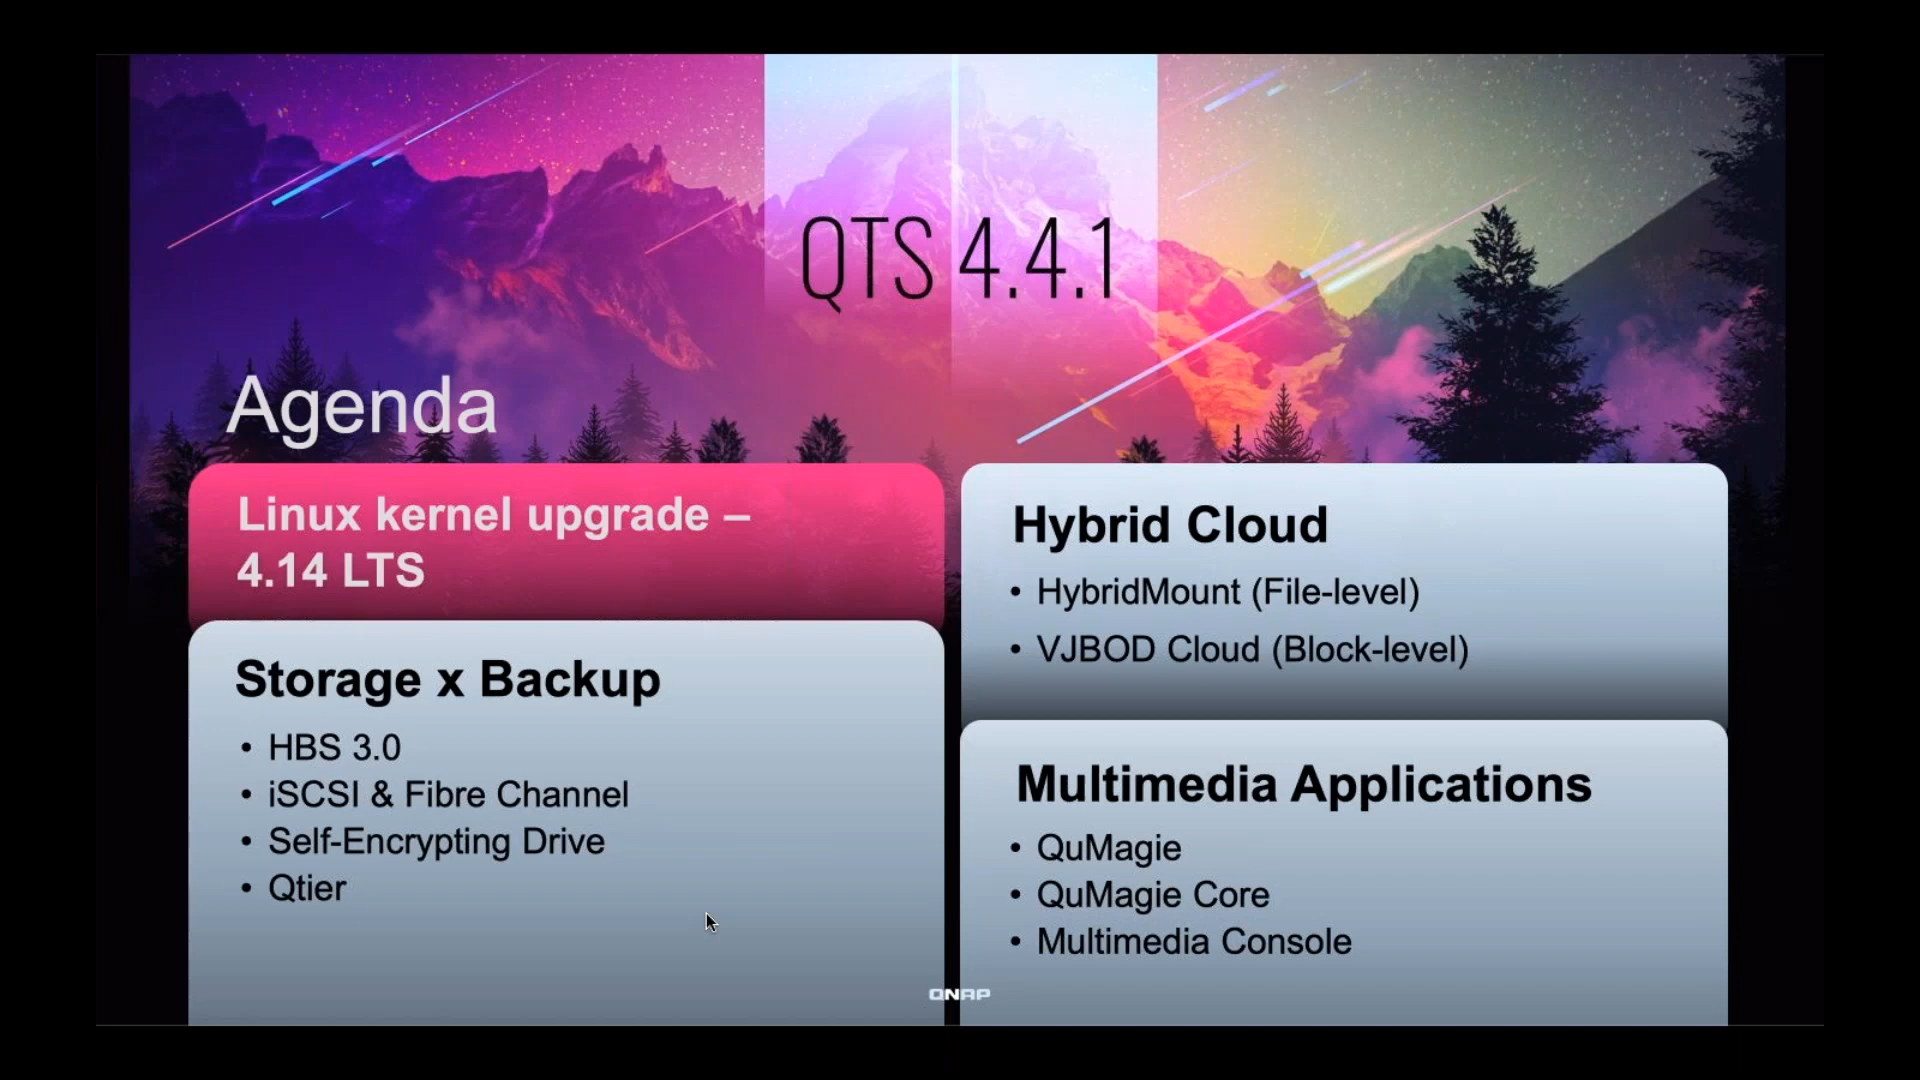 QTS 4.4.1
Agenda
Linux kernel upgrade –
4.14 LTS
Storage x Backup
• HBS 3.0
• iSCSI & Fibre Channel
• Self-Encrypting Drive
• Qtier
Hybrid Cloud
• HybridMount (File-level)
• VJBOD Cloud (Block-level)
Multimedia Applications
• QuMagie
• QuMagie Core
• Multimedia Console
QNAP